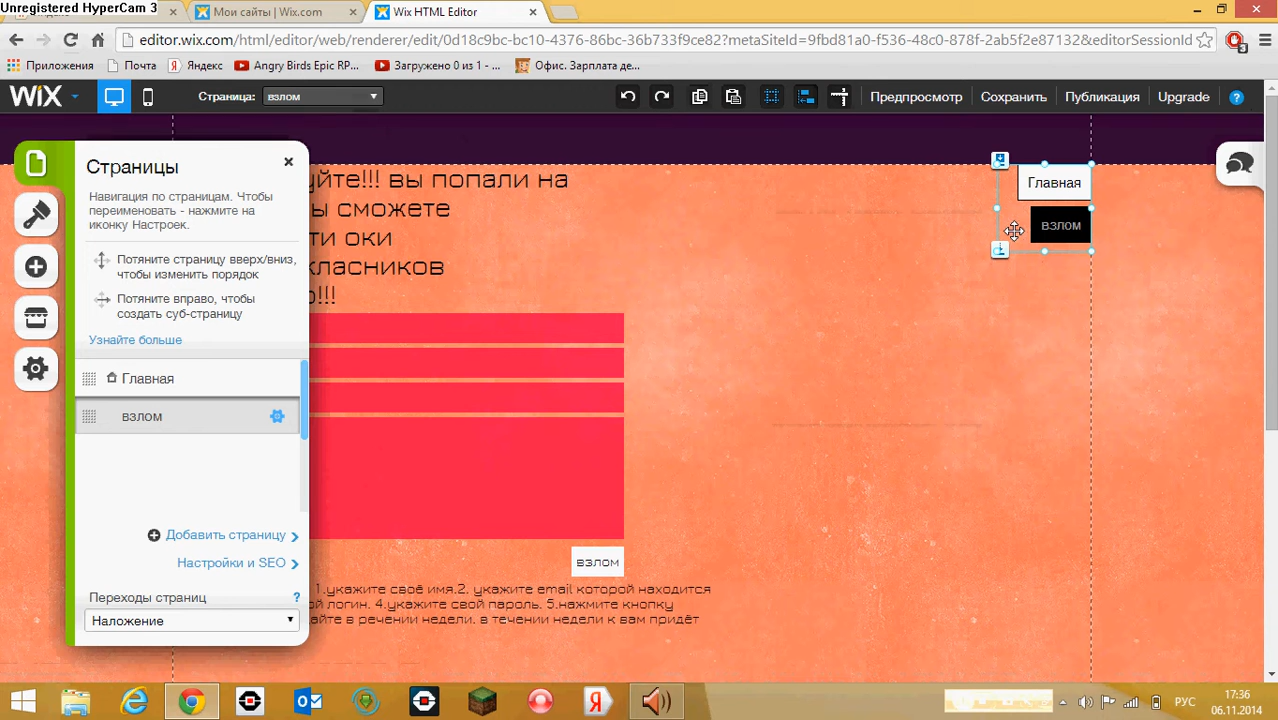 Unregistered HyperCam 3
Мои сайты | Wix.com
Wix HTML Editor
editor.wix.com/html/editor/web/renderer/edit/0d18c9bc-bc10-4376-86bc-36b733f9ce82?metaSiteId=9fbd81a0-f536-48c0-878f-2ab5f2e87132&editorSessionId
3
Приложения Почта Яндекс Angry Birds Epic RP... Загружено 0 из 1 - ... Офис. Зарплата де...
WiX Страница: взлом Предпросмотр Сохранить Публикация Upgrade ?
Страницы
Навигация по страницам. Чтобы
переименовать - нажмите на
иконку Настроек.
Потяните страницу вверх/вниз,
чтобы изменить порядок
Потяните вправо, чтобы
создать суб-страницу
Узнайте больше
Главная
взлом
Добавить страницу
Настройки и SEO
Переходы страниц ?
Наложение
уйте!!! вы попали на
ы сможете
ти оки
класников
о!!!
Главная
взлом
взлом
1.укажите своё имя.2. укажите email которой находится
ой логин. 4.укажите свой пароль. 5.нажмите кнопку
айте в речении недели. в течении недели к вам придёт
РУС
17:36
06.11.2014